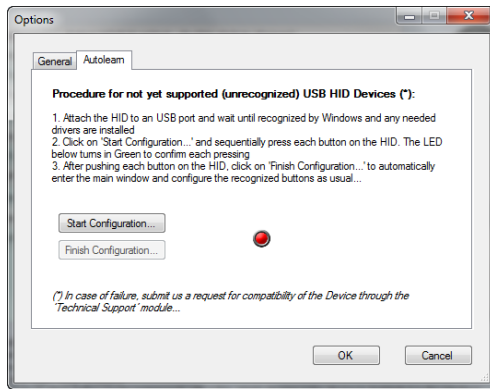 Options
General Autolearn
Procedure for not yet supported (unrecognized) USB HID Devices (*):
1. Attach the HID to an USB port and wait until recognized by Windows and any needed
drivers are installed
2. Click on 'Start Configuration...' and sequentially press each button on the HID. The LED
below turns in Green to confirm each pressing
3. After pushing each button on the HID, click on 'Finish Configuration...' to automatically
enter the main window and configure the recognized buttons as usual...
Start Configuration...
Finish Configuration...
(*) In case of failure, submit us a request for compatibility of the Device through the
'Technical Support' module...
OK Cancel